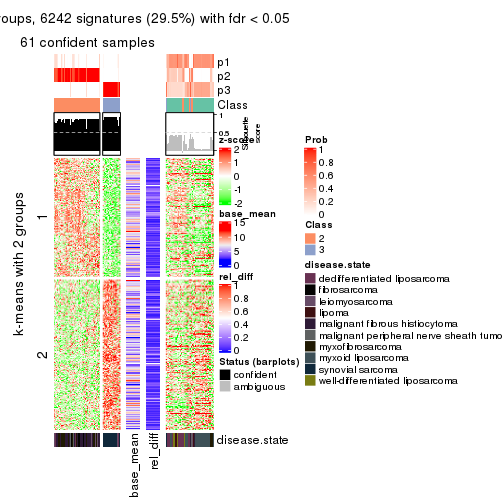 roups, 6242 signatures (29.5%) with fdr < 0.05
61 confident samples
p1
p2
p3
Class
1
0.5
0
Silhouette
score
z-score
2
1
0
-1
-2
base_mean
15
10
5
0
rel_diff
1
0.8
0.6
0.4
0.2
0
Status (barplots)
confident
ambiguous
Prob
1
0.8
0.6
0.4
0.2
0
Class
2
3
disease.state
dedifferentiated liposarcoma
fibrosarcoma
leiomyosarcoma
lipoma
malignant fibrous histiocytoma
malignant peripheral nerve sheath tumo
myxofibrosarcoma
myxoid liposarcoma
synovial sarcoma
well-differentiated liposarcoma
k-means with 2 groups
1
2
disease.state
base_mean
rel_diff